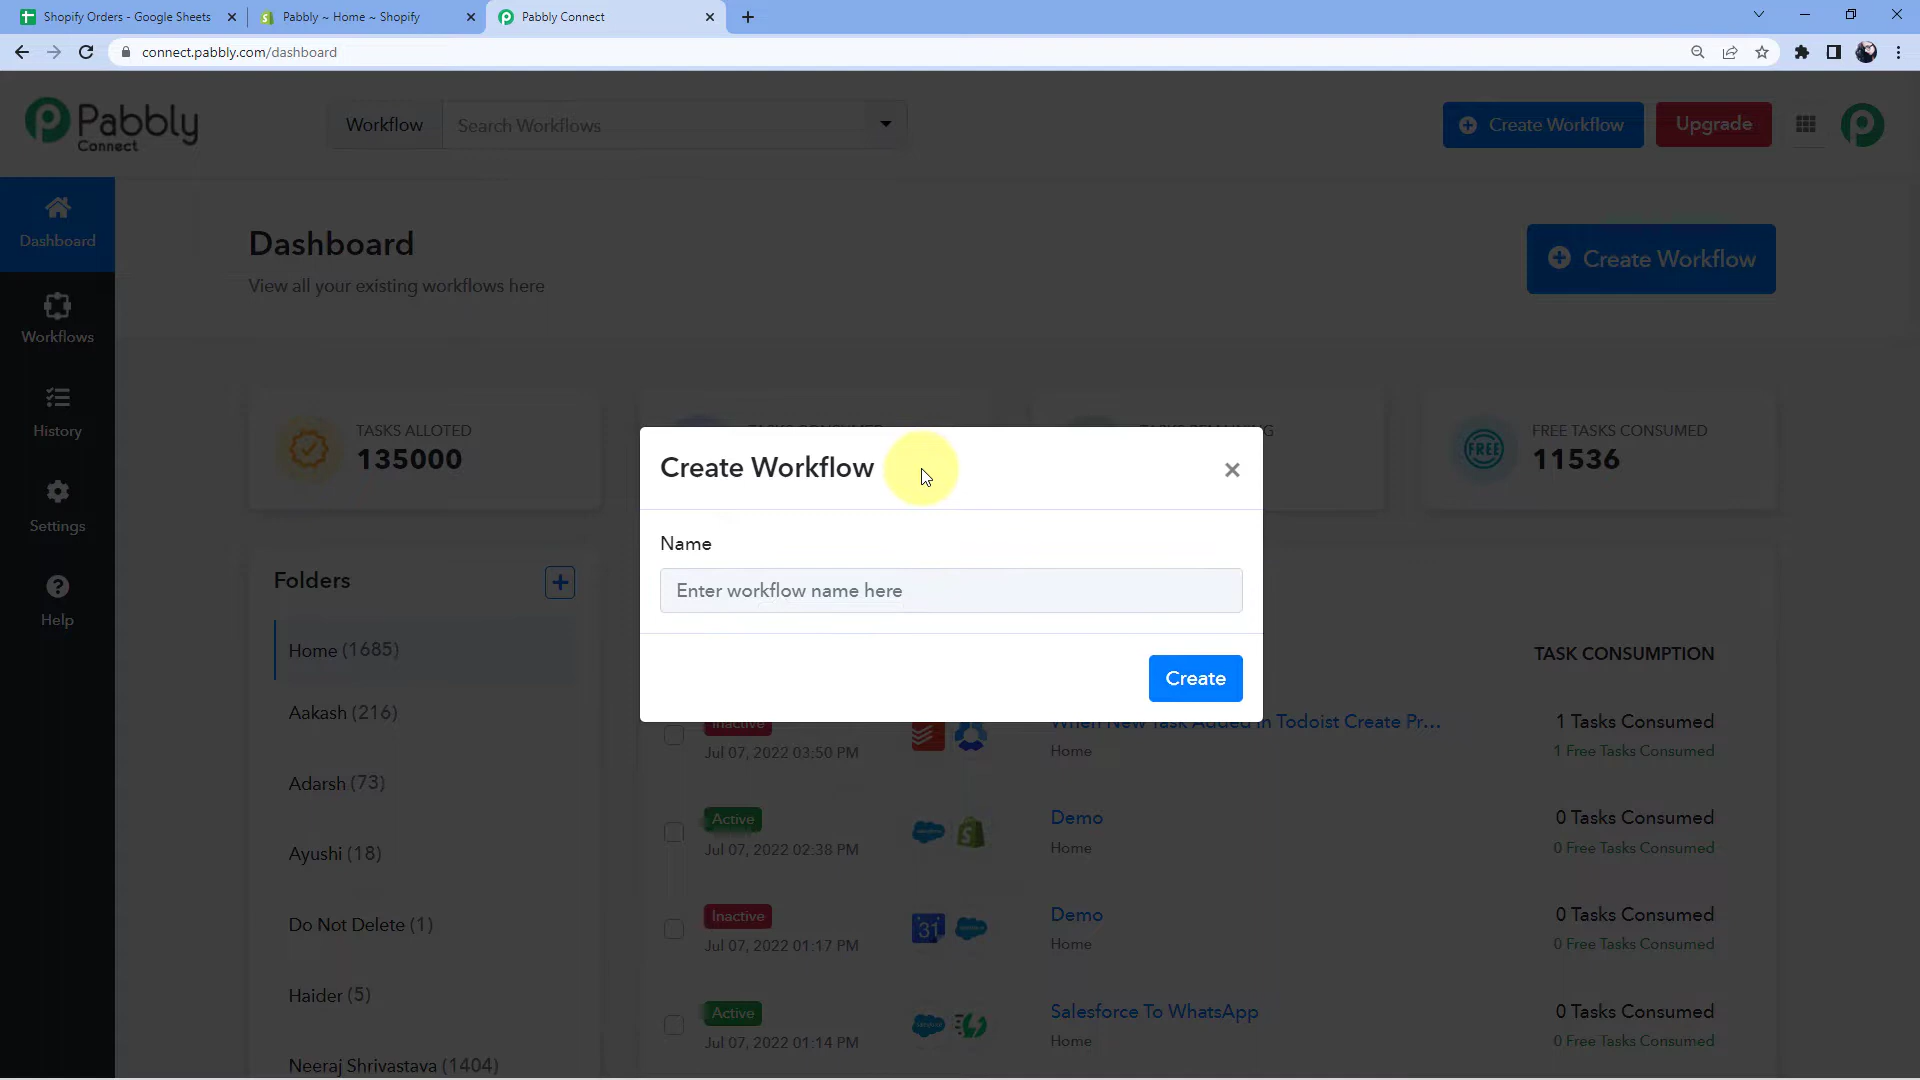 Shopify Orders - Google Sheets
Pabbly ~ Home ~ Shopify
Pabbly Connect
connect.pabbly.com/dashboard
Pabbly
Connect
Workflow
Search Workflows
Create Workflow
Upgrade
Dashboard
Workflows
History
Settings
Help
Dashboard
View all your existing workflows here
Create Workflow
TASKS ALLOTED
135000
FREE TASKS CONSUMED
11536
FREE
Create Workflow
Name
Enter workflow name here
Create
Folders
Home (1685)
Aakash (216)
Adarsh (73)
Ayushi (18)
Do Not Delete (1)
Haider (5)
Neeraj Shrivastava (1404)
TASK CONSUMPTION
Inactive
Jul 07, 2022 03:50 PM
When New Task Added in Todoist Create Pr...
Home
1 Tasks Consumed
1 Free Tasks Consumed
Active
Jul 07, 2022 02:38 PM
Demo
Home
0 Tasks Consumed
0 Free Tasks Consumed
Inactive
Jul 07, 2022 01:17 PM
31
Demo
Home
0 Tasks Consumed
0 Free Tasks Consumed
Active
Jul 07, 2022 01:14 PM
Salesforce To WhatsApp
Home
0 Tasks Consumed
0 Free Tasks Consumed